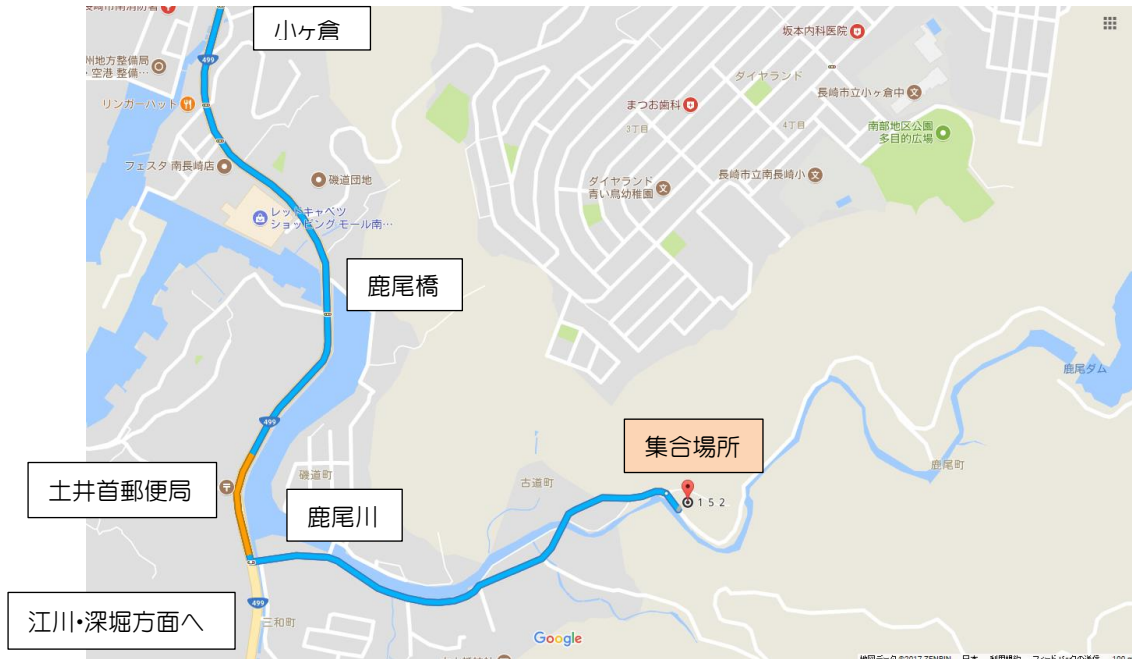 小ヶ倉
坂本内科医院
499
ダイヤランド
リンガーハット
まつお歯科
長崎市立小ヶ倉中
3丁目
4丁目
南部地区公園
多目的広場
フェスタ 南長崎店
磯道団地
ダイヤランド
青い鳥幼稚園
長崎市立南長崎小
レッドキャベツ
ショッピング モール南…
鹿尾橋
鹿尾ダム
499
集合場所
鹿尾町
土井首郵便局
磯道町
古道町
152
鹿尾川
499
三和町
江川・深堀方面へ
Google